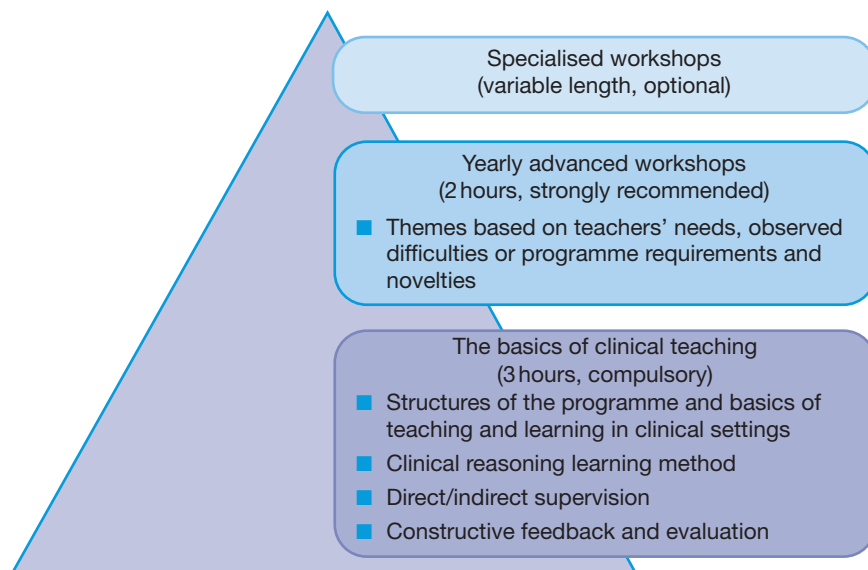 Specialised workshops
(variable length, optional)
Yearly advanced workshops
(2 hours, strongly recommended)
■ Themes based on teachers’ needs, observed
difficulties or programme requirements and
novelties
The basics of clinical teaching
(3 hours, compulsory)
■ Structures of the programme and basics of
teaching and learning in clinical settings
■ Clinical reasoning learning method
■ Direct/indirect supervision
■ Constructive feedback and evaluation